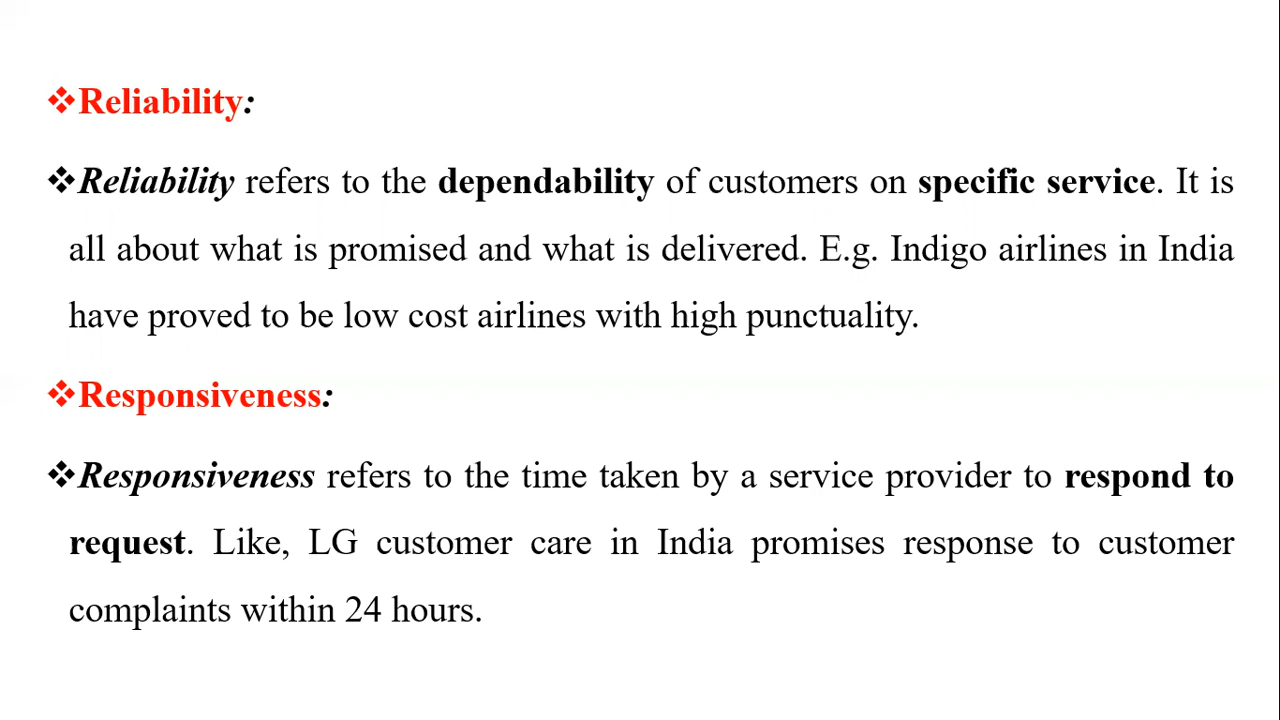 ❖Reliability:
❖Reliability refers to the dependability of customers on specific service. It is
all about what is promised and what is delivered. E.g. Indigo airlines in India
have proved to be low cost airlines with high punctuality.
❖Responsiveness:
❖Responsiveness refers to the time taken by a service provider to respond to
request. Like, LG customer care in India promises response to customer
complaints within 24 hours.